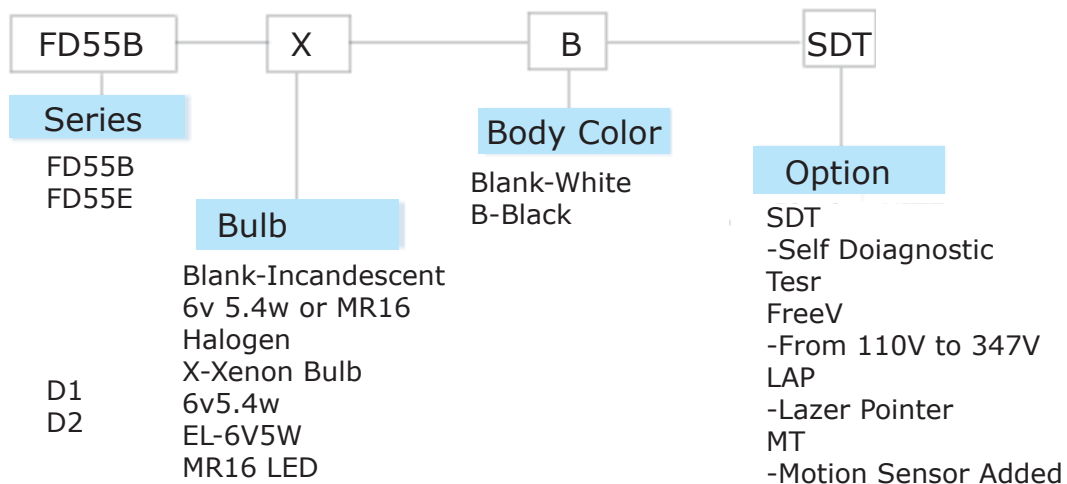 FD55B X B SDT
Series
FD55B
FD55E
D1
D2
Bulb
Blank-Incandescent
6v 5.4w or MR16
Halogen
X-Xenon Bulb
6v5.4w
EL-6V5W
MR16 LED
Body Color
Blank-White
B-Black
Option
SDT
-Self Doiagnostic
Tesr
FreeV
-From 110V to 347V
LAP
-Lazer Pointer
MT
-Motion Sensor Added